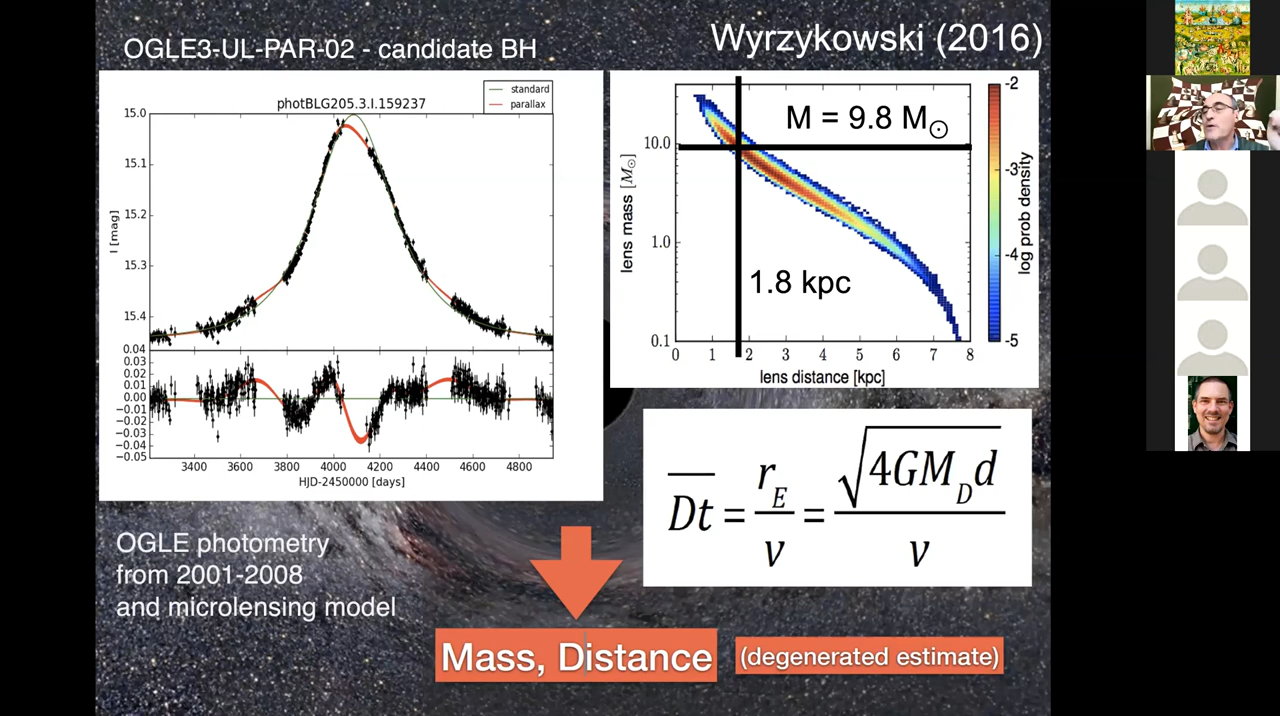 OGLE3-UL-PAR-02 - candidate BH
Wyrzykowski (2016)
photBLG205.3.I.159237
standard
parallax
I [mag]
15.0
15.1
15.2
15.3
15.4
0.04
0.03
0.02
0.01
0.00
−0.01
−0.02
−0.03
−0.04
−0.05
3400 3600 3800 4000 4200 4400 4600 4800
HJD-2450000 [days]
M = 9.8 M⊙
1.8 kpc
lens mass [M⊙]
10.0
1.0
0.1
0 1 2 3 4 5 6 7 8
lens distance [kpc]
-2
-3
-4
-5
log prob density
Dt = r_E / v = √4GM_D d / v
OGLE photometry
from 2001-2008
and microlensing model
Mass, Distance
(degenerated estimate)